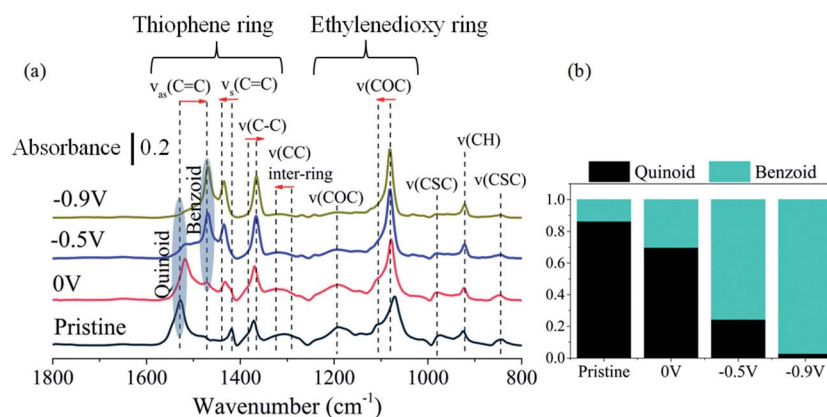 Thiophene ring
Ethylenedioxy ring
(a)
vas(C=C)
vs(C=C)
v(COC)
v(C-C)
v(CC)
inter-ring
v(COC)
v(CSC)
v(CH)
v(CSC)
Absorbance 0.2
-0.9V
-0.5V
0V
Pristine
Quinoid
Benzoid
1800 1600 1400 1200 1000 800
Wavenumber (cm⁻¹)
(b)
Quinoid Benzoid
1.0
0.8
0.6
0.4
0.2
0.0
Pristine 0V -0.5V -0.9V